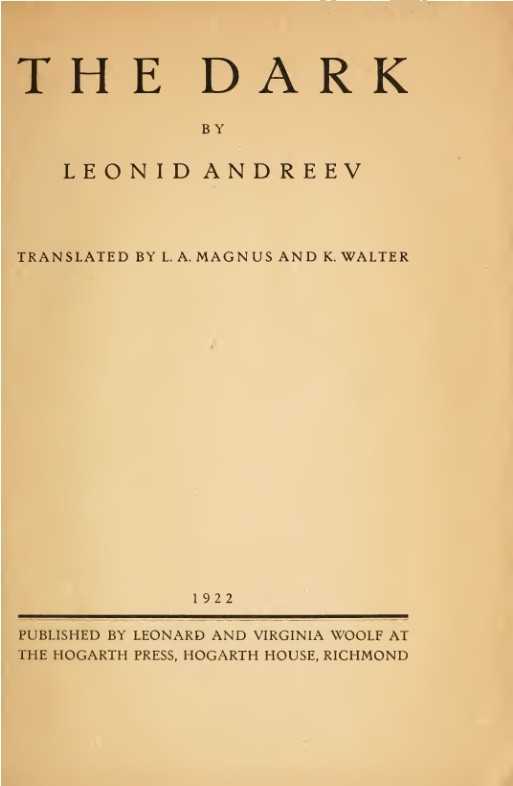 THE DARK
BY
LEONID ANDREEV
TRANSLATED BY L. A. MAGNUS AND K. WALTER
1922
PUBLISHED BY LEONARD AND VIRGINIA WOOLF AT
THE HOGARTH PRESS, HOGARTH HOUSE, RICHMOND